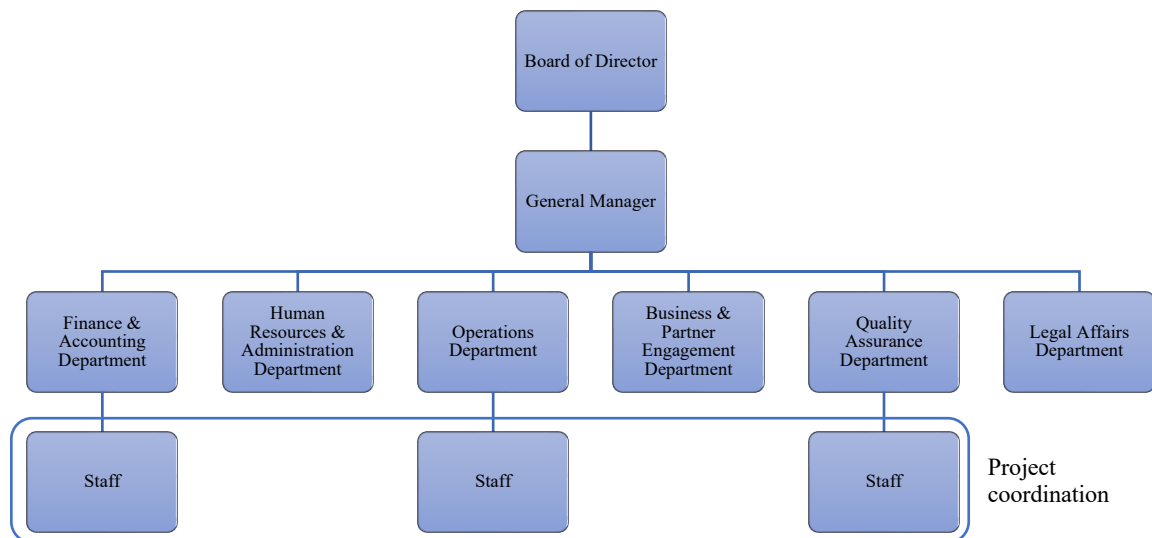 Board of Director
General Manager
Finance &
Accounting
Department
Human
Resources &
Administration
Department
Operations
Department
Business &
Partner
Engagement
Department
Quality
Assurance
Department
Legal Affairs
Department
Staff
Staff
Staff
Project
coordination